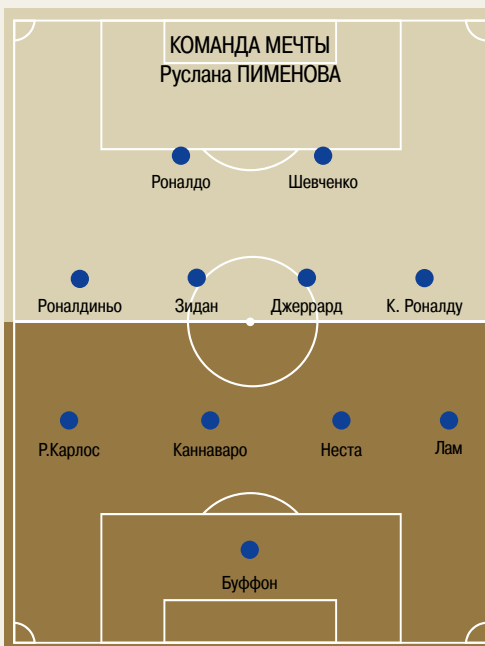 КОМАНДА МЕЧТЫ
Руслана ПИМЕНОВА
Роналдо Шевченко
Роналдиньо Зидан Джеррард К. Роналду
Р.Карлос Каннаваро Неста Лам
Буффон